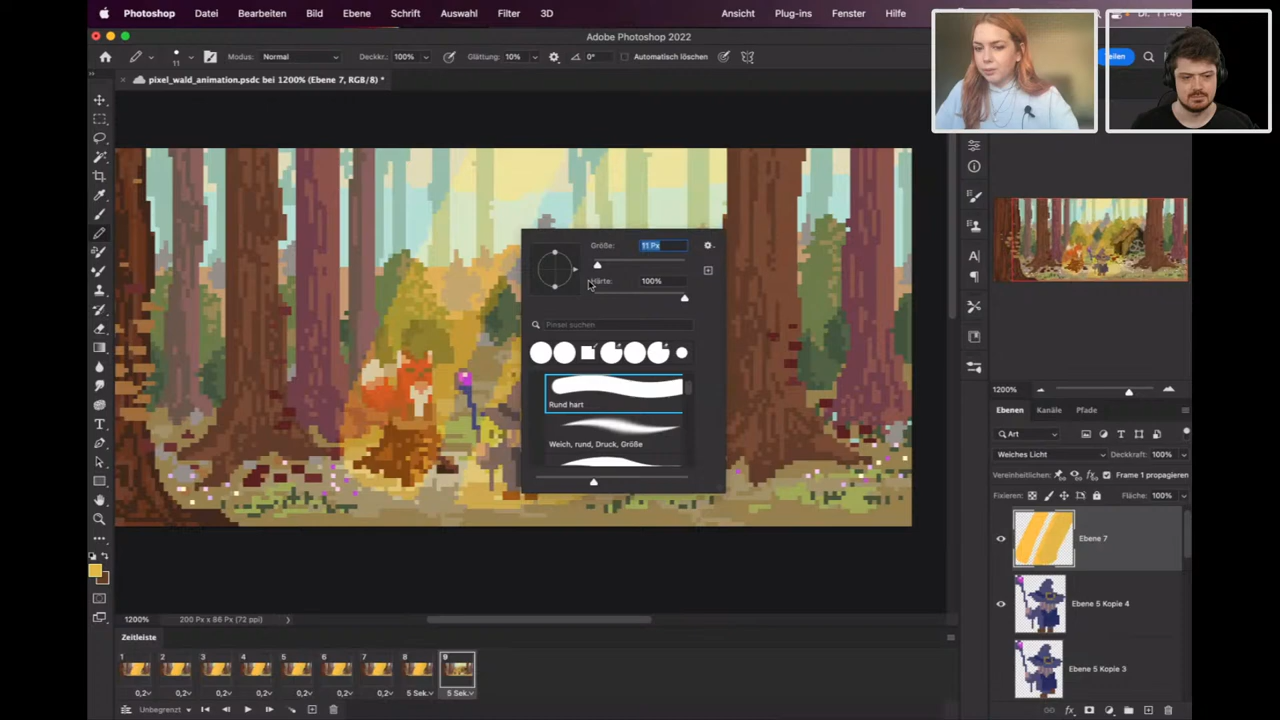 Photoshop Datei Bearbeiten Bild Ebene Schrift Auswahl Filter 3D Ansicht Plug-ins Fenster Hilfe
Adobe Photoshop 2022
11 Modus: Normal Deckkr.: 100% Glättung: 10% 0° Automatisch löschen
pixel_wald_animation.psdc bei 1200% (Ebene 7, RGB/8) *
Größe: 11 Px
Härte: 100%
Pinsel suchen
Rund hart
Weich, rund, Druck, Größe
1200%
Ebenen Kanäle Pfade
Art
Weiches Licht Deckkraft: 100%
Vereinheitlichen: Frame 1 propagieren
Fixieren: Fläche: 100%
Ebene 7
Ebene 5 Kopie 4
Ebene 5 Kopie 3
1200% 200 Px x 86 Px (72 ppi)
Zeitleiste
1 2 3 4 5 6 7 8 9
0,2 0,2 0,2 0,2 0,2 0,2 0,2 5 Sek. 5 Sek.
Unbegrenzt